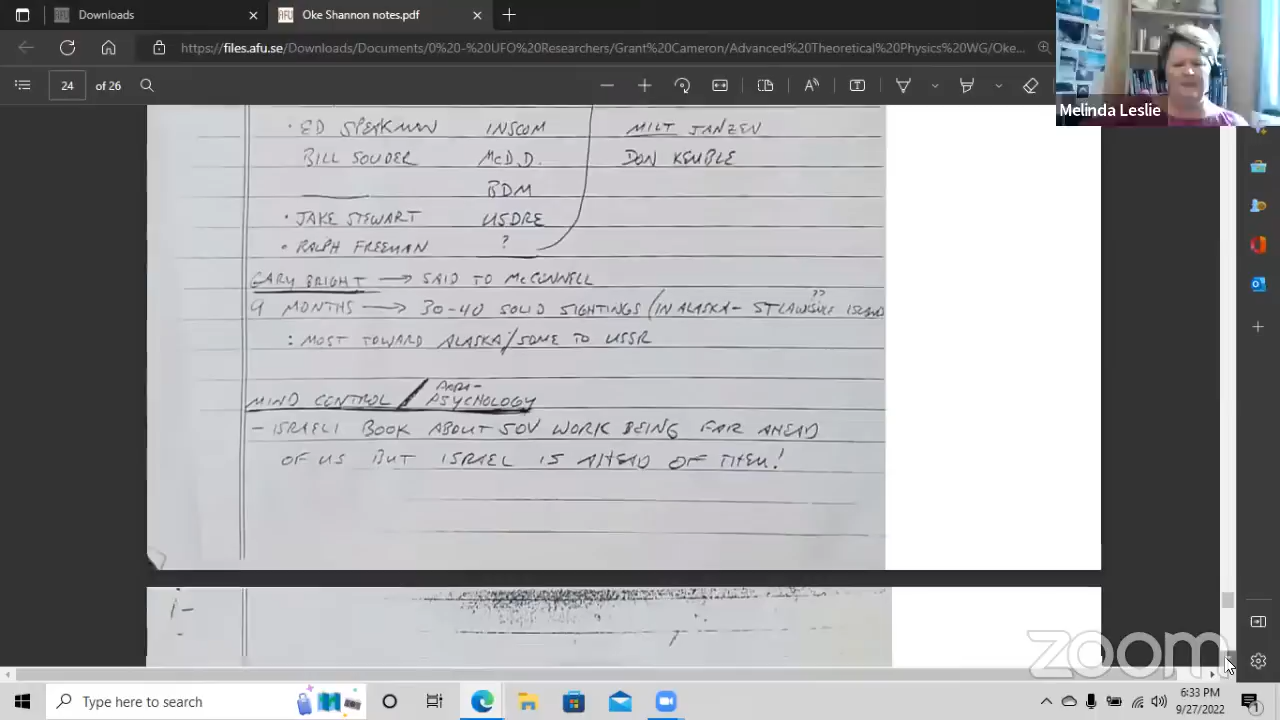 Downloads
Oke Shannon notes.pdf
https://files.afu.se/Downloads/Documents/0%20-%20UFO%20Researchers/Grant%20Cameron/Advanced%20Theoretical%20Physics%20WG/Oke...
24 of 26
Melinda Leslie
· ED SPEAKMAN INSCOM MILT JANZEN
BILL SOUDER McD.D. DON KEUBLE
BDM
· JAKE STEWART USDRE
· RALPH FREEMAN ?
GARY BRIGHT → SAID TO McCONNELL
9 MONTHS → 30-40 SOLID SIGHTINGS (IN ALASKA - ST ISLAND
??
: MOST TOWARD ALASKA/SOME TO USSR
MIND CONTROL / PSYCHOLOGY
- ISRAELI BOOK ABOUT SOV WORK BEING FAIR AHEAD
OF US BUT ISRAEL IS AHEAD OF THEM!
1-
zoom
Type here to search
6:33 PM
9/27/2022